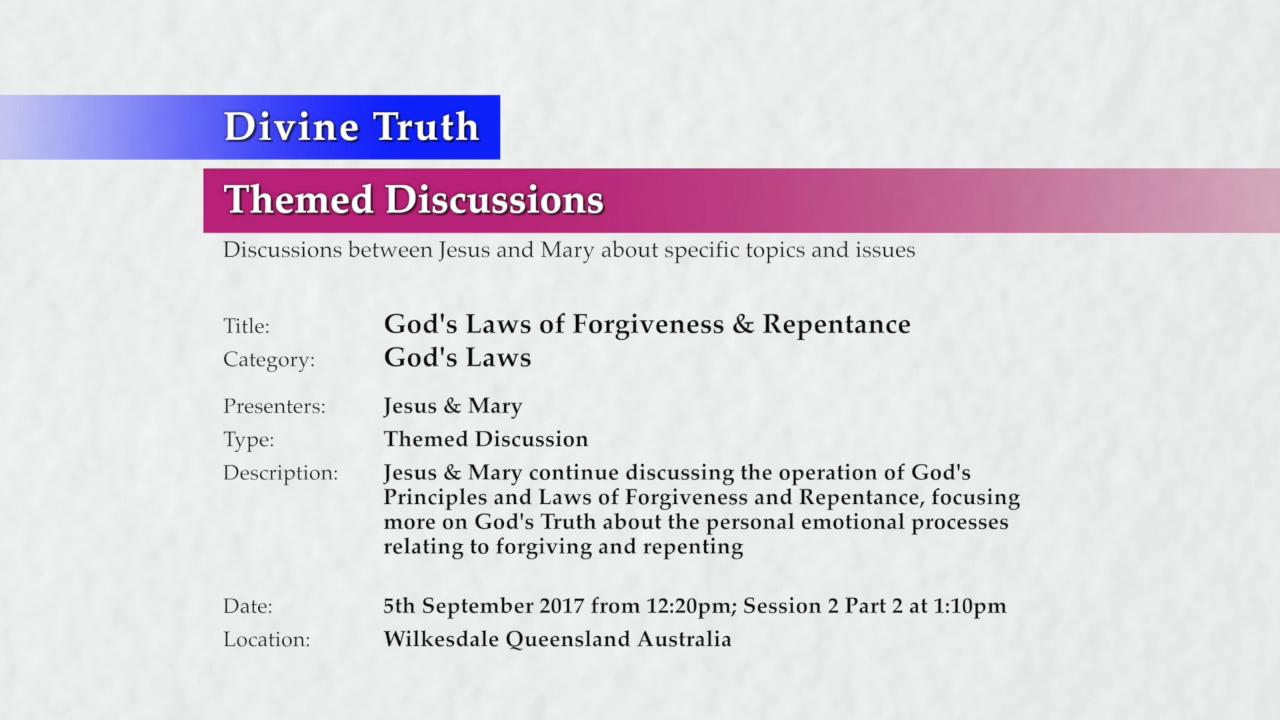 Divine Truth
Themed Discussions
Discussions between Jesus and Mary about specific topics and issues
Title: God's Laws of Forgiveness & Repentance
Category: God's Laws
Presenters: Jesus & Mary
Type: Themed Discussion
Description: Jesus & Mary continue discussing the operation of God's
Principles and Laws of Forgiveness and Repentance, focusing
more on God's Truth about the personal emotional processes
relating to forgiving and repenting
Date: 5th September 2017 from 12:20pm; Session 2 Part 2 at 1:10pm
Location: Wilkesdale Queensland Australia